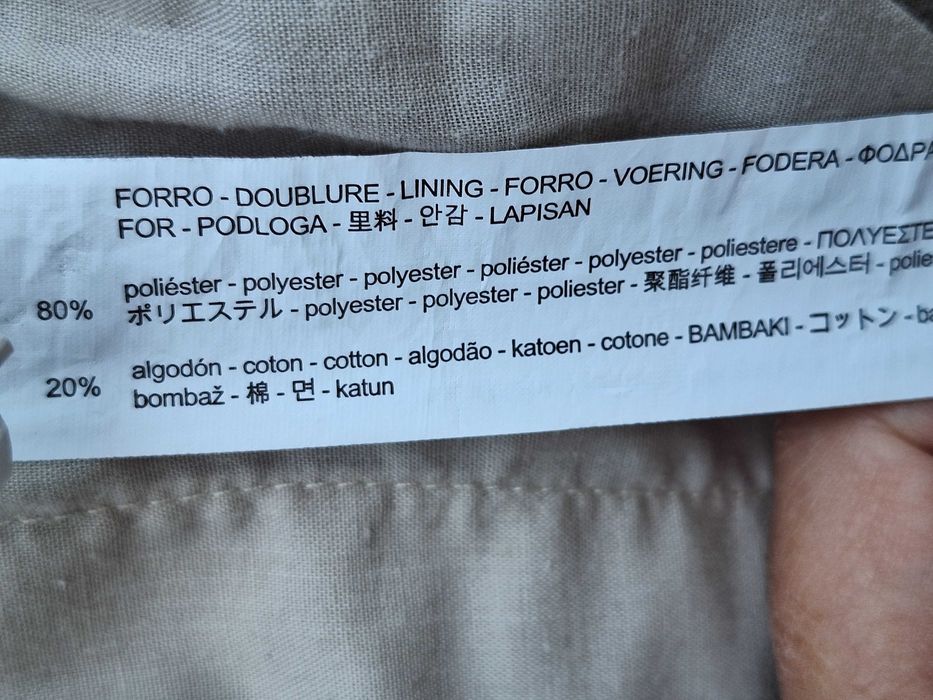 FORRO - DOUBLURE - LINING - FORRO - VOERING - FODERA - ΦΟΔΡΑ
FOR - PODLOGA - 里料 - 안감 - LAPISAN
80% poliéster - polyester - polyester - poliéster - polyester - poliestere - ΠΟΛΥΕΣΤΕ
ポリエステル - polyester - polyester - poliester - 聚酯纤维 - 폴리에스터 - polie
20% algodón - coton - cotton - algodão - katoen - cotone - BAMBAKI - コットン - ba
bombaž - 棉 - 면 - katun